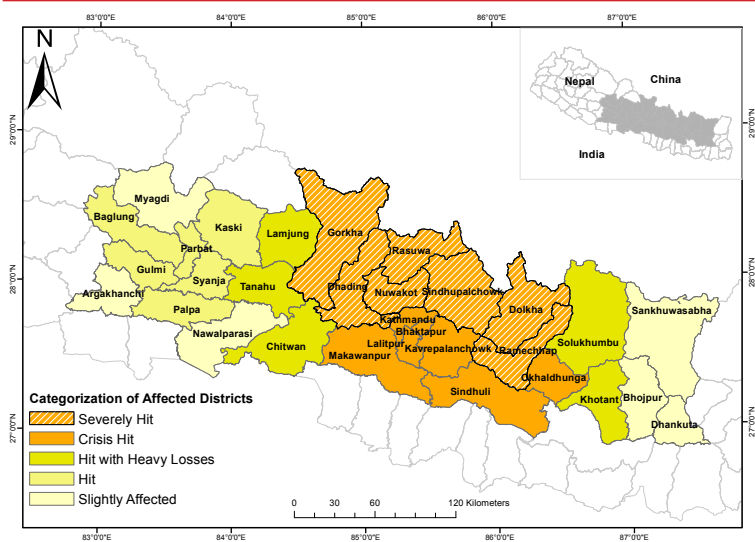 83°0'0"E 84°0'0"E 85°0'0"E 86°0'0"E 87°0'0"E
N
Nepal
China
India
29°0'0"N
29°0'0"N
28°0'0"N
28°0'0"N
27°0'0"N
27°0'0"N
Myagdi
Baglung
Kaski
Parbat
Lamjung
Gorkha
Rasuwa
Gulmi
Syanja
Tanahu
Argakhanchi
Palpa
Dhading
Nuwakot
Sindhupalchowk
Dolkha
Nawalparasi
Chitwan
Kathmandu
Bhaktapur
Lalitpur
Kavrepalanchowk
Makawanpur
Ramechhap
Sindhuli
Okhaldhunga
Solukhumbu
Sankhuwasabha
Khotant
Bhojpur
Dhankuta
Categorization of Affected Districts
Severely Hit
Crisis Hit
Hit with Heavy Losses
Hit
Slightly Affected
0 30 60 120 Kilometers
83°0'0"E 84°0'0"E 85°0'0"E 86°0'0"E 87°0'0"E